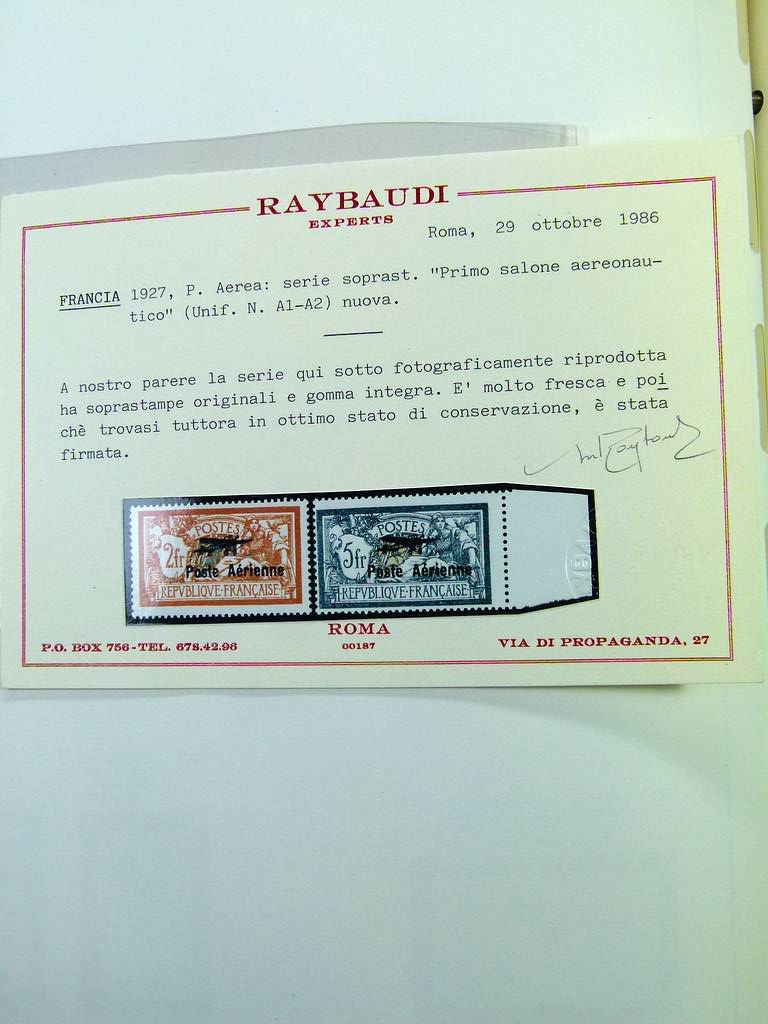 RAYBAUDI
EXPERTS
Roma, 29 ottobre 1986
FRANCIA 1927, P. Aerea: serie soprast. "Primo salone aereonau-
tico" (Unif. N. A1-A2) nuova.
A nostro parere la serie qui sotto fotograficamente riprodotta
ha soprastampe originali e gomma integra. E' molto fresca e poi
chè trovasi tuttora in ottimo stato di conservazione, è stata
firmata.
POSTES
2fr
Poste Aérienne
REPVBLIQUE·FRANÇAISE
POSTES
5fr
Poste Aérienne
REPVBLIQUE·FRANÇAISE
ROMA
00187
P.O. BOX 756-TEL. 678.42.96
VIA DI PROPAGANDA, 27